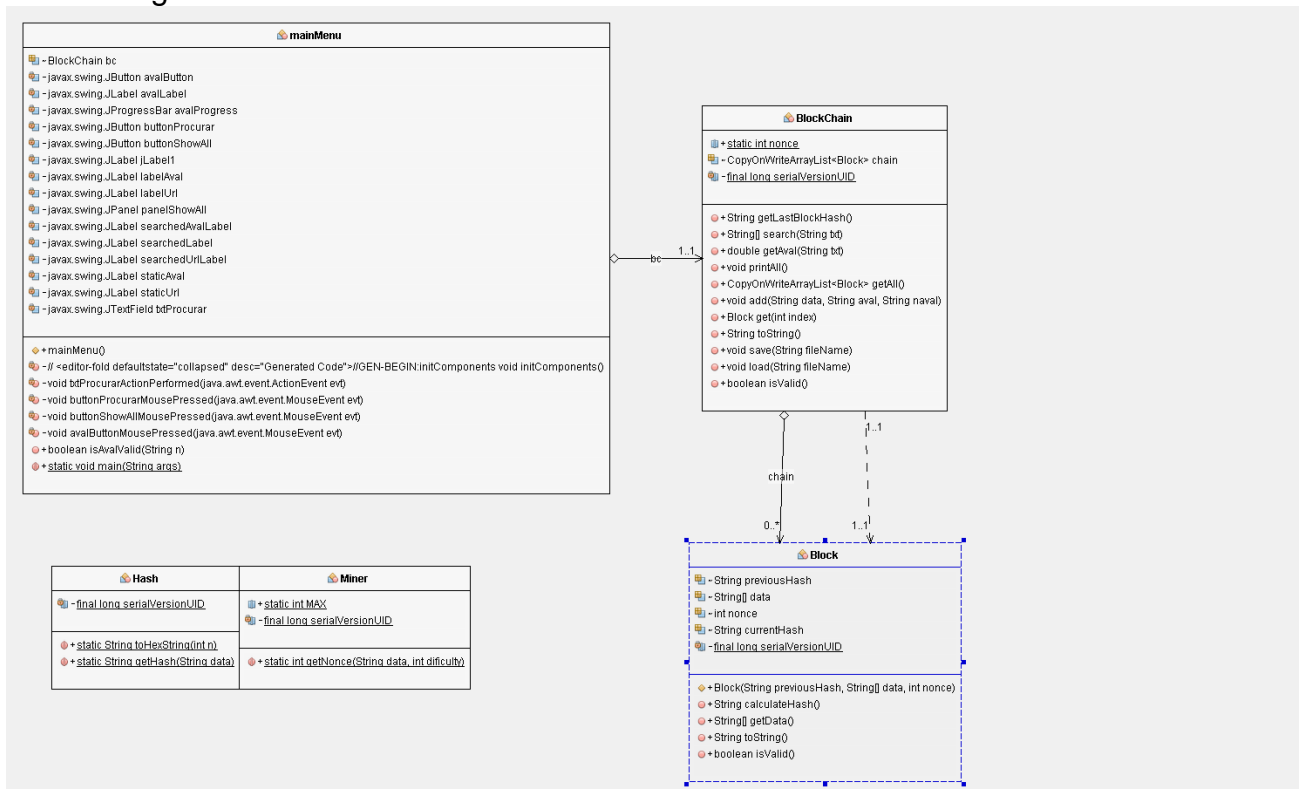 mainMenu
~ BlockChain bc
-javax.swing.JButton avalButton
-javax.swing.JLabel avalLabel
-javax.swing.JProgressBar avalProgress
-javax.swing.JButton buttonProcurar
-javax.swing.JButton buttonShowAll
-javax.swing.JLabel jLabel1
-javax.swing.JLabel labelAval
-javax.swing.JLabel labelUrl
-javax.swing.JPanel panelShowAll
-javax.swing.JLabel searchedAvalLabel
-javax.swing.JLabel searchedLabel
-javax.swing.JLabel searchedUrlLabel
-javax.swing.JLabel staticAval
-javax.swing.JLabel staticUrl
-javax.swing.JTextField txtProcurar
+mainMenu()
-// <editor-fold defaultstate="collapsed" desc="Generated Code">//GEN-BEGIN:initComponents void initComponents()
-void txtProcurarActionPerformed(java.awt.event.ActionEvent evt)
-void buttonProcurarMousePressed(java.awt.event.MouseEvent evt)
-void buttonShowAllMousePressed(java.awt.event.MouseEvent evt)
-void avalButtonMousePressed(java.awt.event.MouseEvent evt)
+boolean isAvalValid(String n)
+static void main(String args)
bc
1..1
BlockChain
+static int nonce
~CopyOnWriteArrayList<Block> chain
-final long serialVersionUID
+String getLastBlockHash()
+String[] search(String txt)
+double getAval(String txt)
+void printAll()
+CopyOnWriteArrayList<Block> getAll()
+void add(String data, String aval, String naval)
+Block get(int index)
+String toString()
+void save(String fileName)
+void load(String fileName)
+boolean isValid()
1..1
chain
0..*
1..1
Block
~String previousHash
~String[] data
~int nonce
~String currentHash
-final long serialVersionUID
+Block(String previousHash, String[] data, int nonce)
+String calculateHash()
+String[] getData()
+String toString()
+boolean isValid()
Hash
-final long serialVersionUID
+static String toHexString(int n)
+static String getHash(String data)
Miner
+static int MAX
-final long serialVersionUID
+static int getNonce(String data, int dificulty)